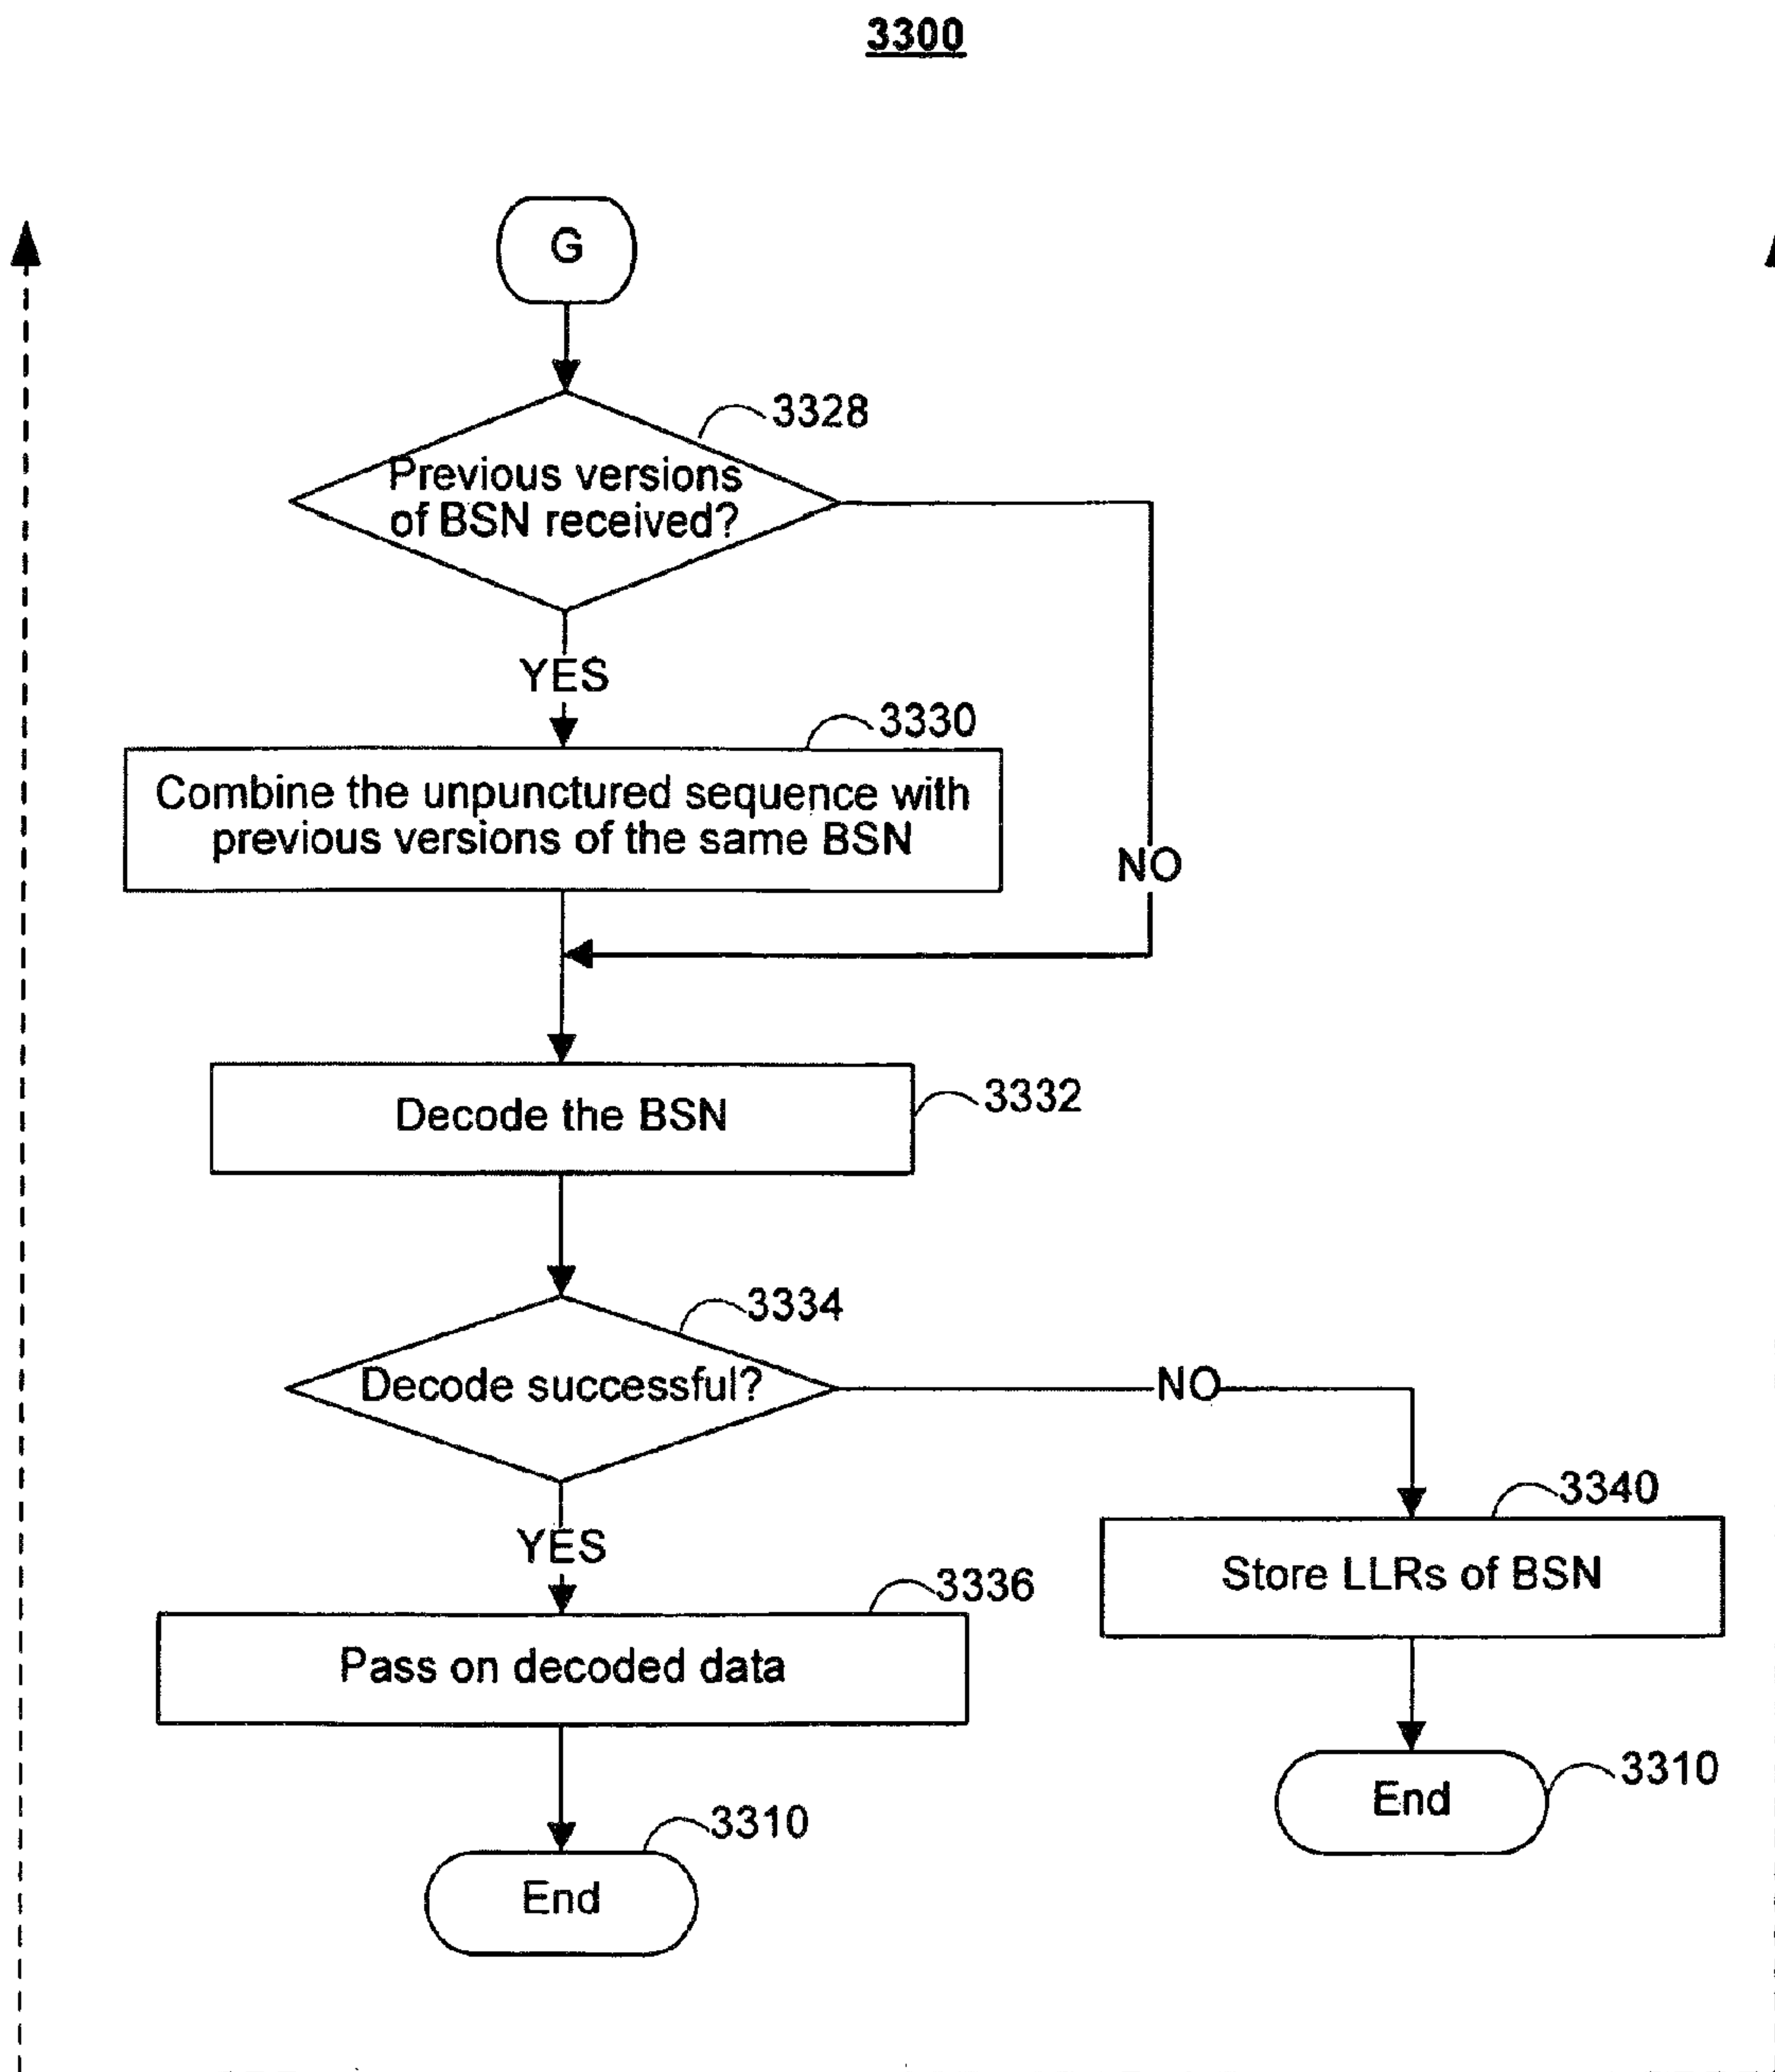 3300
G
3328
Previous versions
of BSN received?
YES
3330
Combine the unpunctured sequence with
previous versions of the same BSN
NO
Decode the BSN
3332
3334
Decode successful?
NO
YES
3340
Store LLRs of BSN
3336
Pass on decoded data
3310
End
3310
End